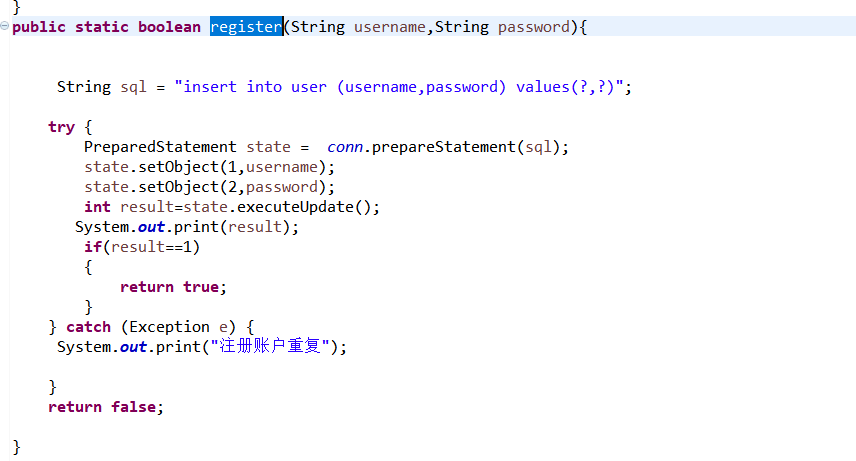 }
public static boolean register(String username,String password){
String sql = "insert into user (username,password) values(?,?)";
try {
PreparedStatement state =  conn.prepareStatement(sql);
state.setObject(1,username);
state.setObject(2,password);
int result=state.executeUpdate();
System.out.print(result);
if(result==1)
{
return true;
}
} catch (Exception e) {
System.out.print("注册账户重复");
}
return false;
}